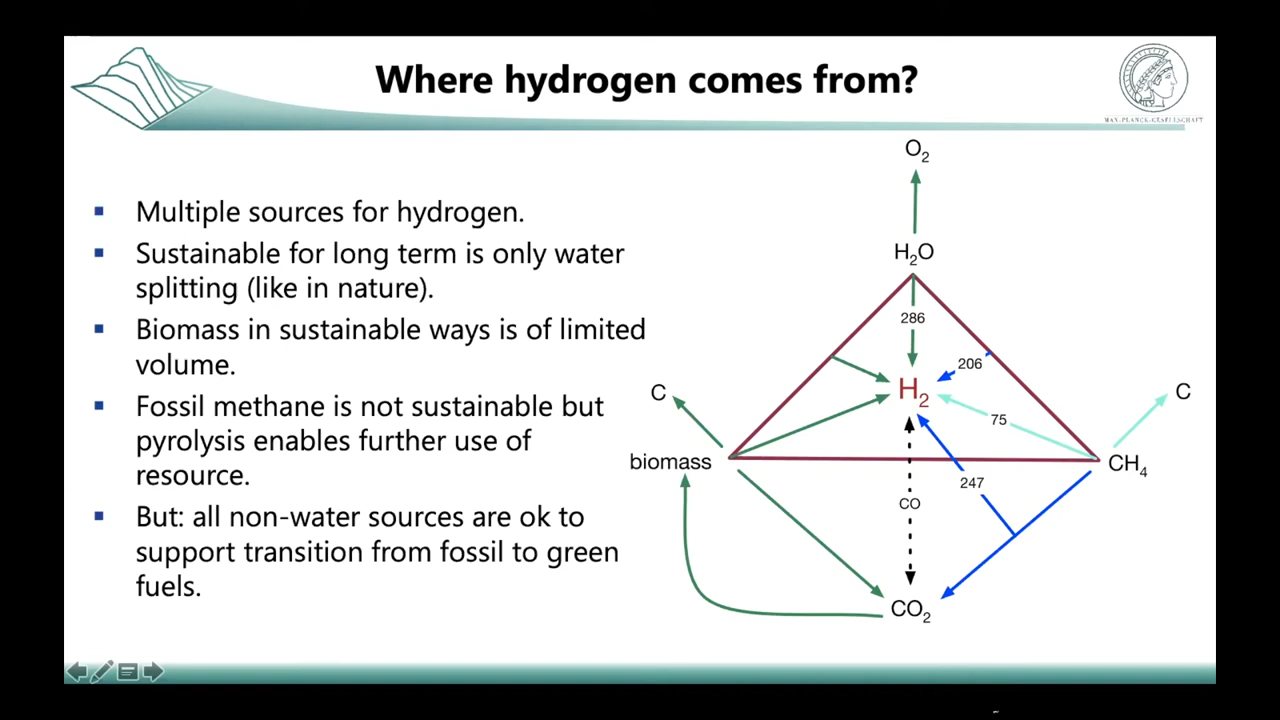 Where hydrogen comes from?
MAX-PLANCK-GESELLSCHAFT
Multiple sources for hydrogen.
Sustainable for long term is only water
splitting (like in nature).
Biomass in sustainable ways is of limited
volume.
Fossil methane is not sustainable but
pyrolysis enables further use of
resource.
But: all non-water sources are ok to
support transition from fossil to green
fuels.
O₂
H₂O
286
206
C
H₂
C
75
biomass
CH₄
247
CO
CO₂